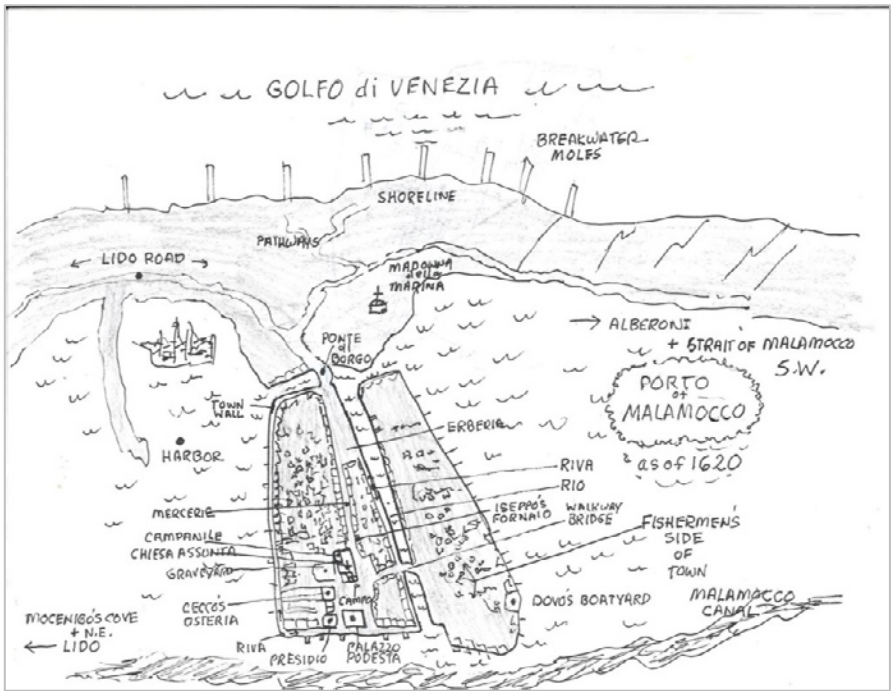 GOLFO di VENEZIA
BREAKWATER
MOLES
SHORELINE
PATHWAYS
← LIDO ROAD →
MADONNA
della
MARINA
→ ALBERONI
+ STRAIT OF MALAMOCCO
S.W.
PONTE
di
BORGO
PORTO
of
MALAMOCCO
as of 1620
TOWN
WALL
ERBERIA
HARBOR
RIVA
RIO
MERCERIE
ISEPPO'S
FORNAIO
WALKWAY
BRIDGE
CAMPANILE
CHIESA ASSUNTA
GRAVEYARD
FISHERMEN'S
SIDE
OF
TOWN
CECCO'S
OSTERIA
CAMPO
DOVO'S BOATYARD
MALAMOCCO
CANAL
MOCENIGO'S COVE
+ N.E.
← LIDO
RIVA
PRESIDIO
PALAZZO
PODESTA